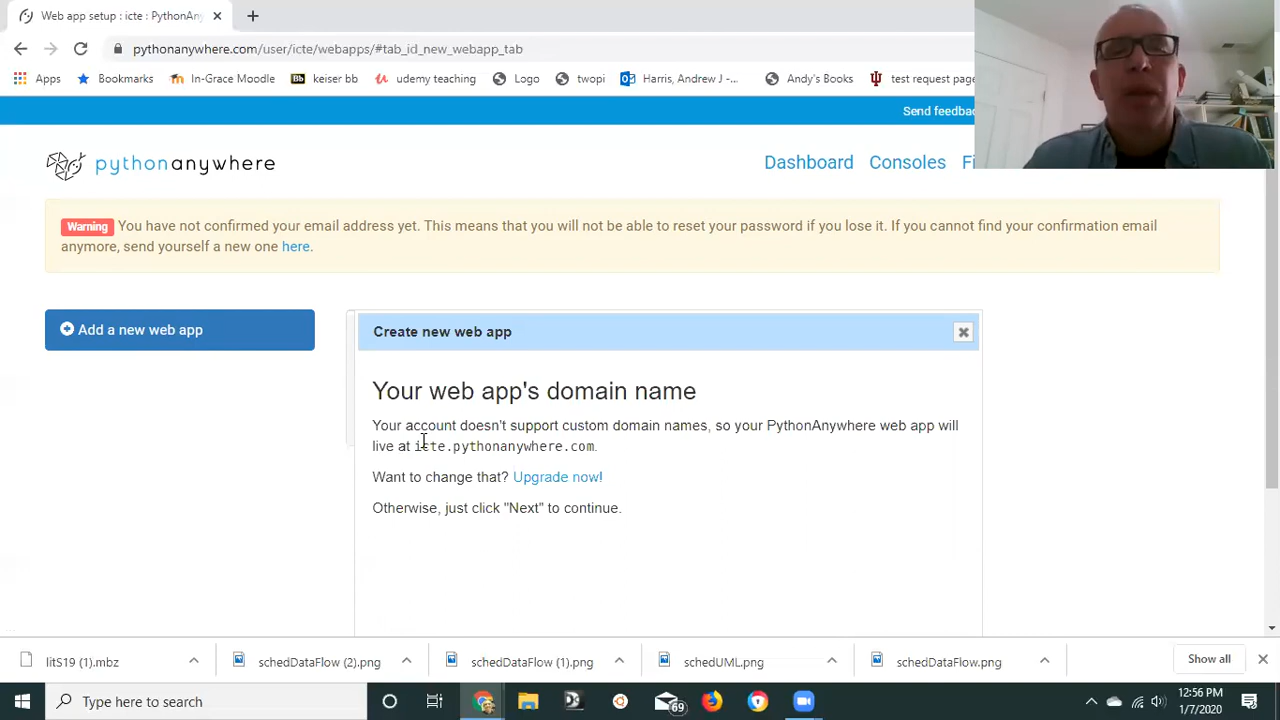 Web app setup : icte : PythonAny
pythonanywhere.com/user/icte/webapps/#tab_id_new_webapp_tab
Apps Bookmarks In-Grace Moodle Bb keiser bb udemy teaching Logo twopi Harris, Andrew J -... Andy's Books test request page
Send feedbac
pythonanywhere
Dashboard Consoles Fi
Warning You have not confirmed your email address yet. This means that you will not be able to reset your password if you lose it. If you cannot find your confirmation email
anymore, send yourself a new one here.
Add a new web app
Create new web app
Your web app's domain name
Your account doesn't support custom domain names, so your PythonAnywhere web app will
live at icte.pythonanywhere.com.
Want to change that? Upgrade now!
Otherwise, just click "Next" to continue.
litS19 (1).mbz schedDataFlow (2).png schedDataFlow (1).png schedUML.png schedDataFlow.png Show all
Type here to search
69
12:56 PM
1/7/2020